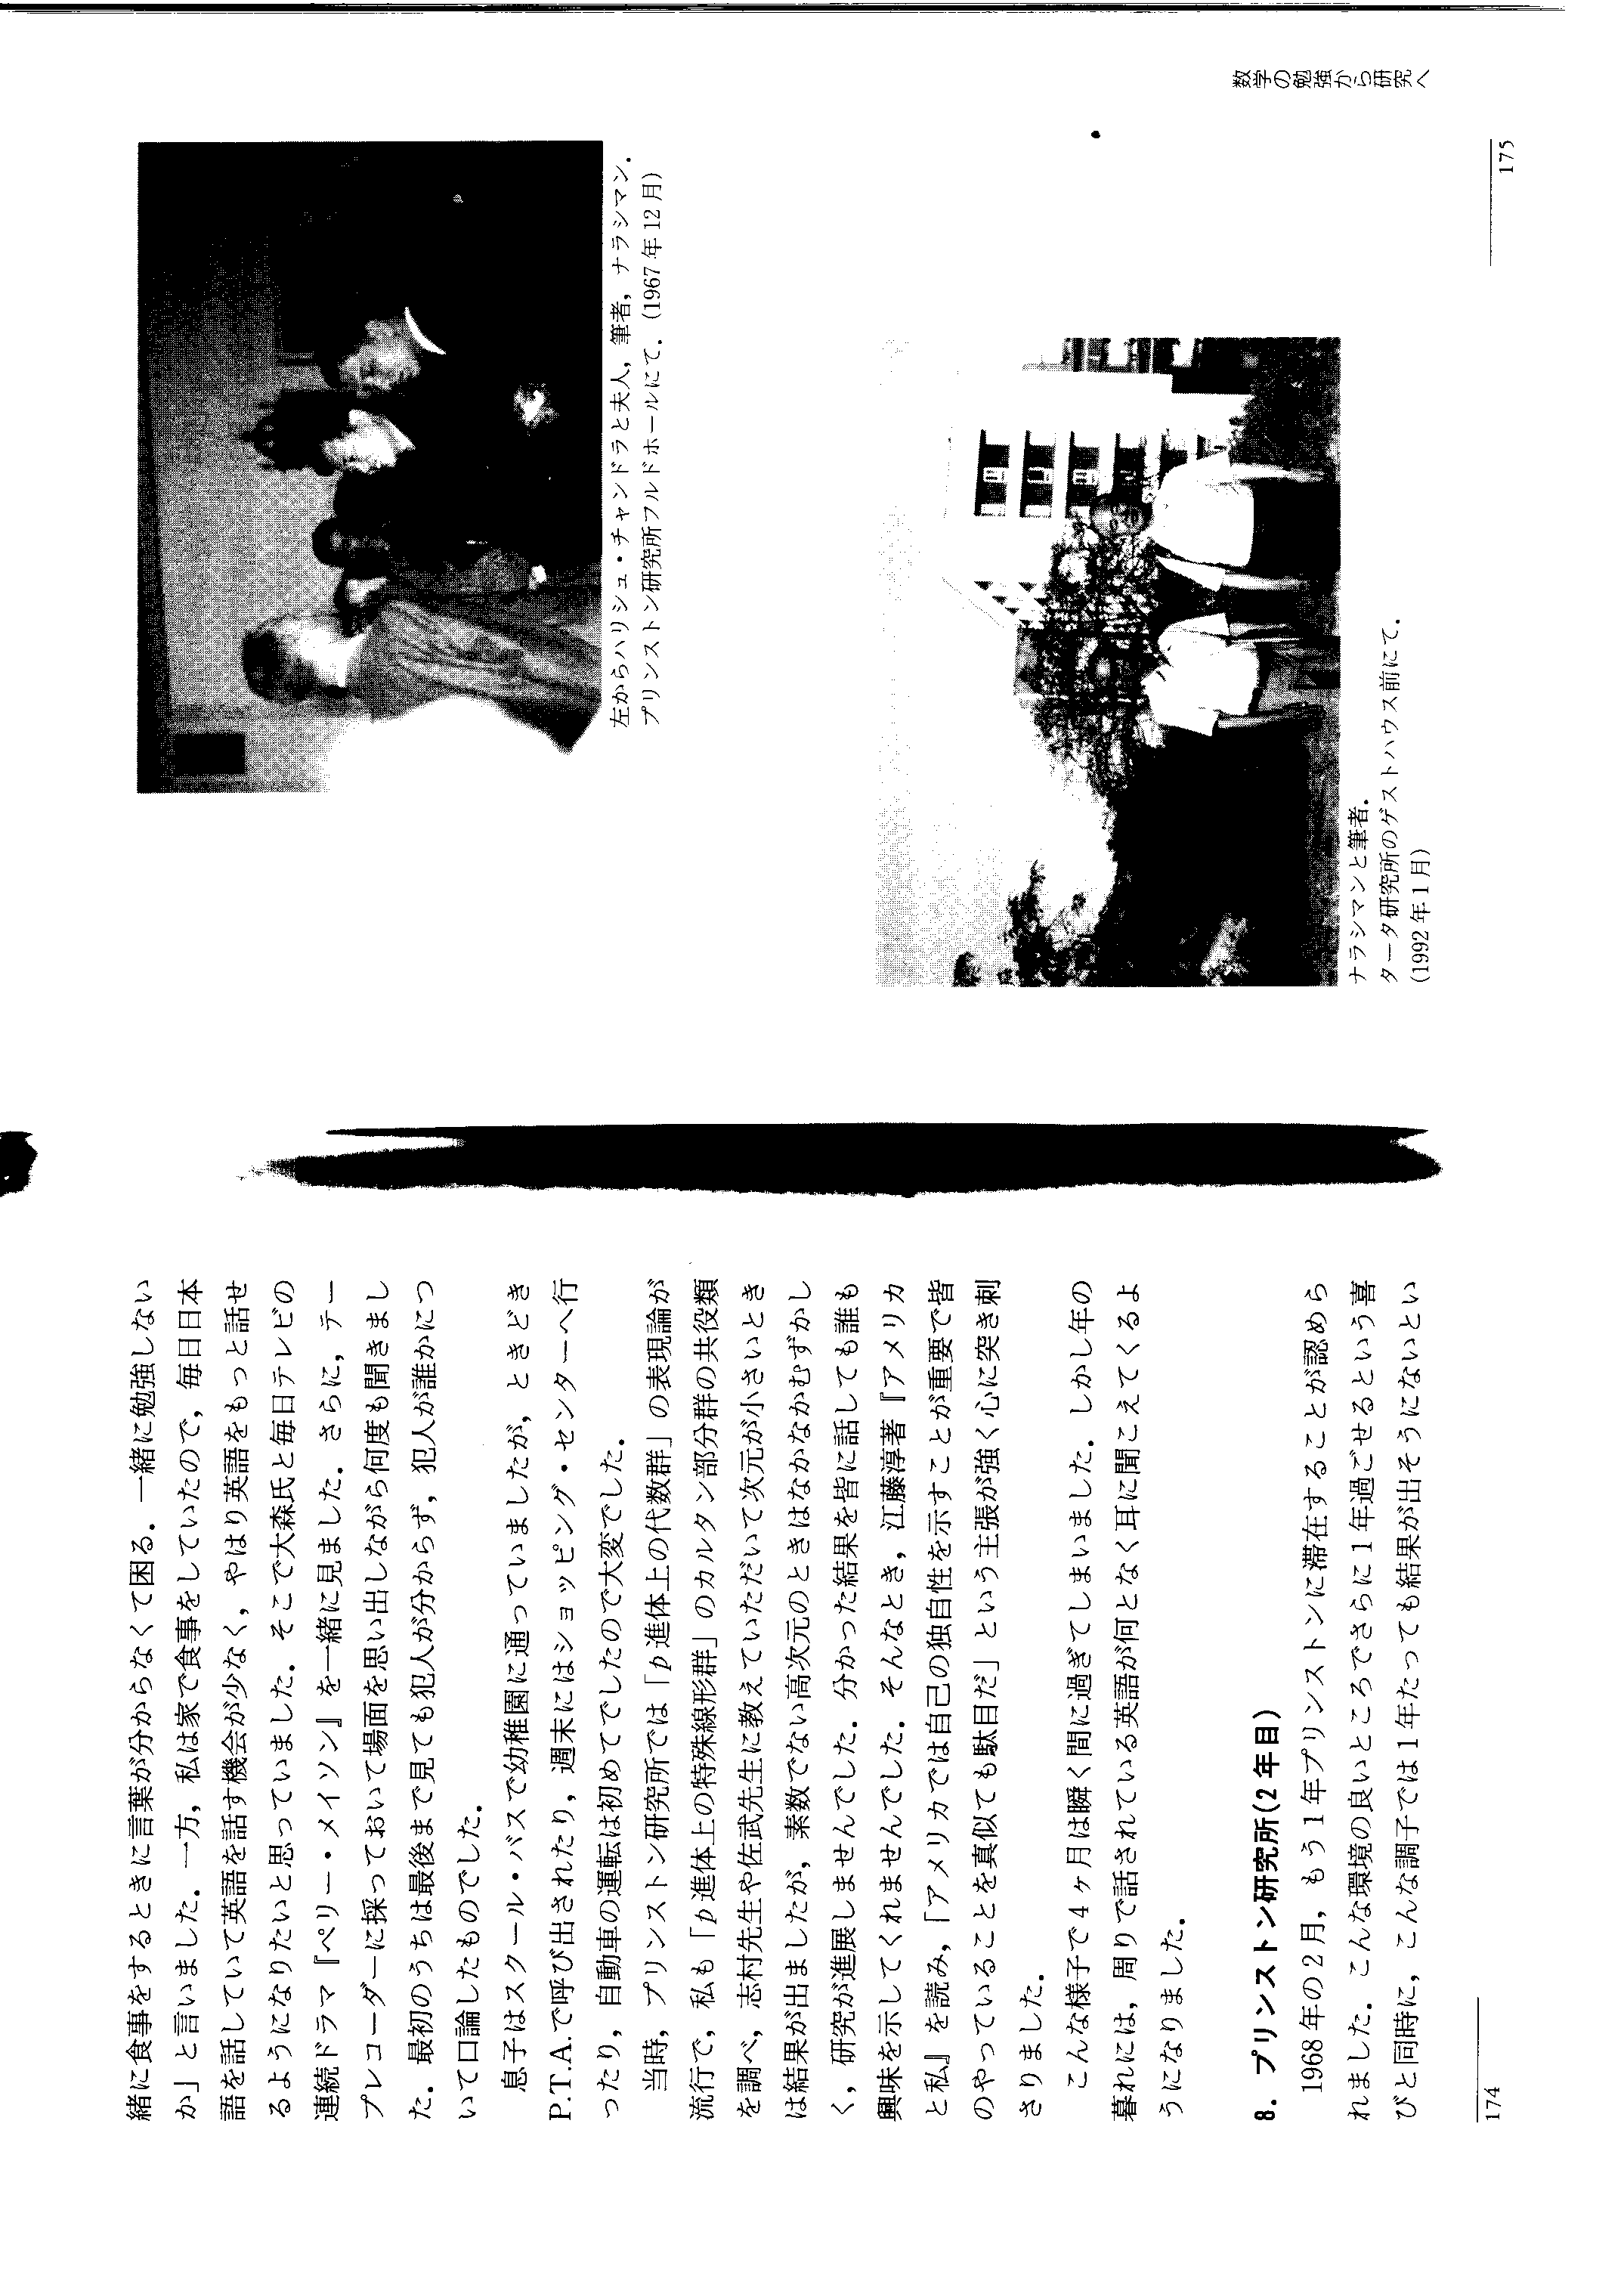 緒に食事をするときに言葉が分からなくて困る．一緒に勉強しない
か」と言いました．一方，私は家で食事をしていたので，毎日日本
語を話していて英語を話す機会が少なく，やはり英語をもっと話せ
るようになりたいと思っていました．そこで大森氏と毎日テレビの
連続ドラマ『ペリー・メイソン』を一緒に見ました．さらに，テー
プレコーダーに採っておいて場面を思い出しながら何度も聞きまし
た．最初のうちは最後まで見ても犯人が分からず，犯人が誰かにつ
いて口論したものでした．
息子はスクール・バスで幼稚園に通っていましたが，ときどき
P.T.A.で呼び出されたり，週末にはショッピング・センターへ行
ったり，自動車の運転は初めてでしたので大変でした．
当時，プリンストン研究所では「p進体上の代数群」の表現論が
流行で，私も「p進体上の特殊線形群」のカルタン部分群の共役類
を調べ，志村先生や佐武先生に教えていただいて次元が小さいとき
は結果が出ましたが，素数でない高次元のときはなかなかむずかし
く，研究が進展しませんでした．分かった結果を皆に話しても誰も
興味を示してくれませんでした．そんなとき，江藤淳著『アメリカ
と私』を読み，「アメリカでは自己の独自性を示すことが重要で皆
のやっていることを真似ても駄目だ」という主張が強く心に突き刺
さりました．
こんな様子で4ヶ月は瞬く間に過ぎてしまいました．しかし年の
暮れには，周りで話されている英語が何となく耳に聞こえてくるよ
うになりました．
8．プリンストン研究所(2年目)
1968年の2月，もう1年プリンストンに滞在することが認めら
れました．こんな環境の良いところでさらに1年過ごせるという喜
びと同時に，こんな調子では1年たっても結果が出そうにないとい
174
左からハリシュ・チャンドラと夫人，筆者，ナラシマン．
プリンストン研究所フルドホールにて．(1967年12月)
ナラシマンと筆者．
タータ研究所のゲストハウス前にて．
(1992年1月)
数学の勉強から研究へ
175